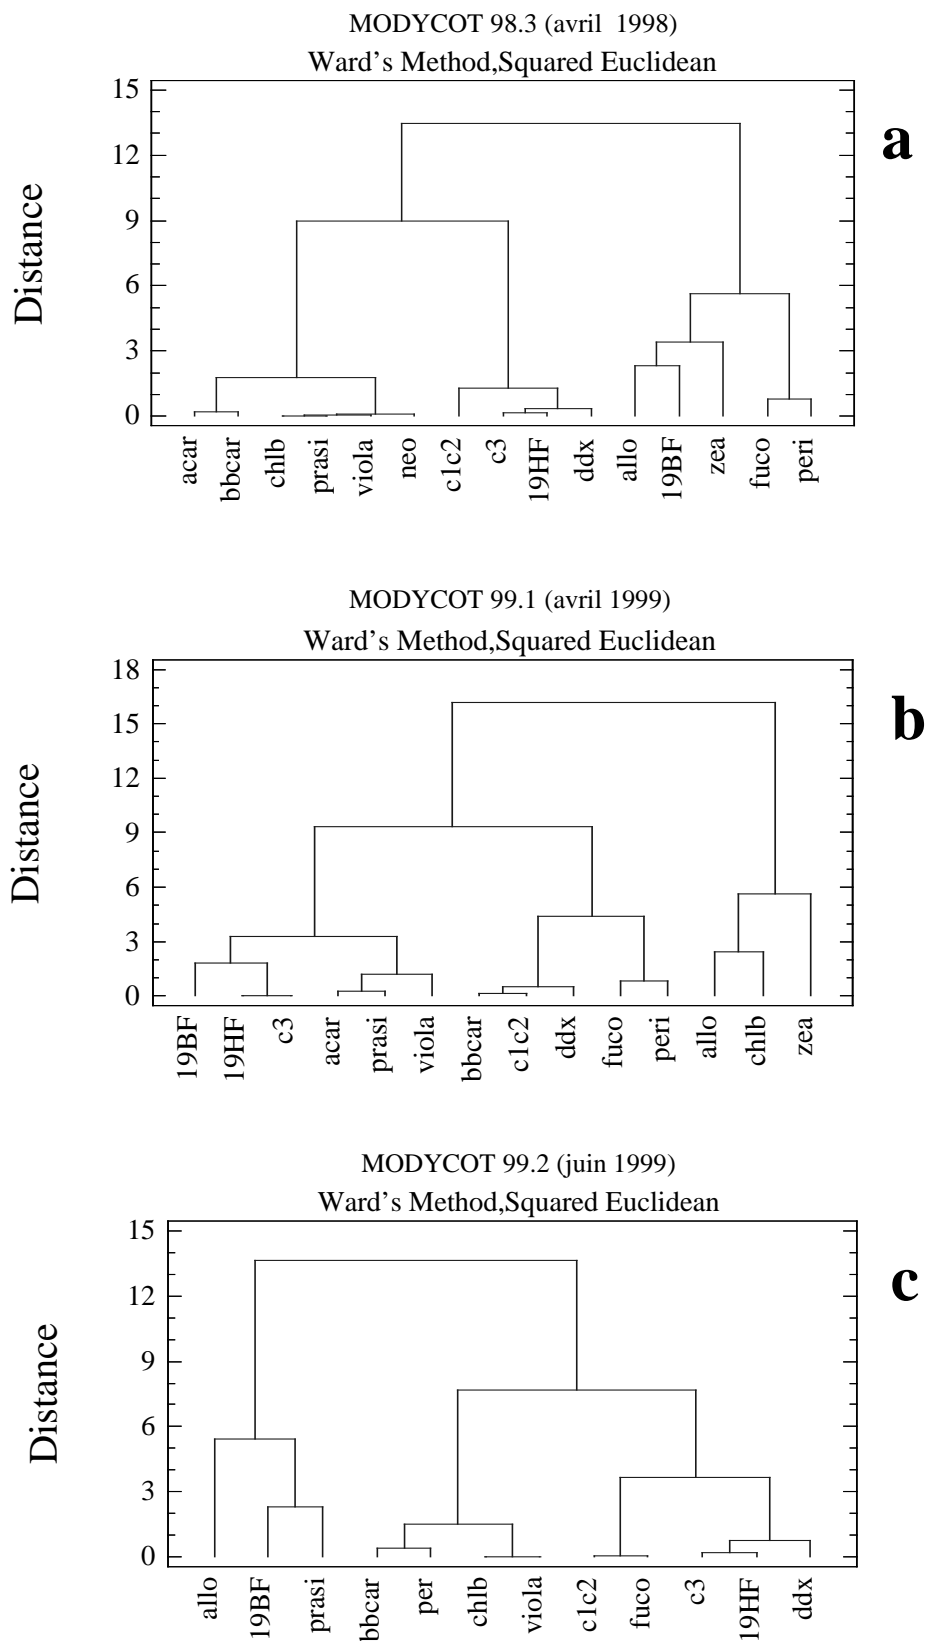 MODYCOT 98.3 (avril 1998)
Ward's Method,Squared Euclidean
a
Distance
15
12
9
6
3
0
acar bbcar chlb prasi viola neo c1c2 c3 19HF ddx allo 19BF zea fuco peri
MODYCOT 99.1 (avril 1999)
Ward's Method,Squared Euclidean
b
Distance
18
15
12
9
6
3
0
19BF 19HF c3 acar prasi viola bbcar c1c2 ddx fuco peri allo chlb zea
MODYCOT 99.2 (juin 1999)
Ward's Method,Squared Euclidean
c
Distance
15
12
9
6
3
0
allo 19BF prasi bbcar per chlb viola c1c2 fuco c3 19HF ddx